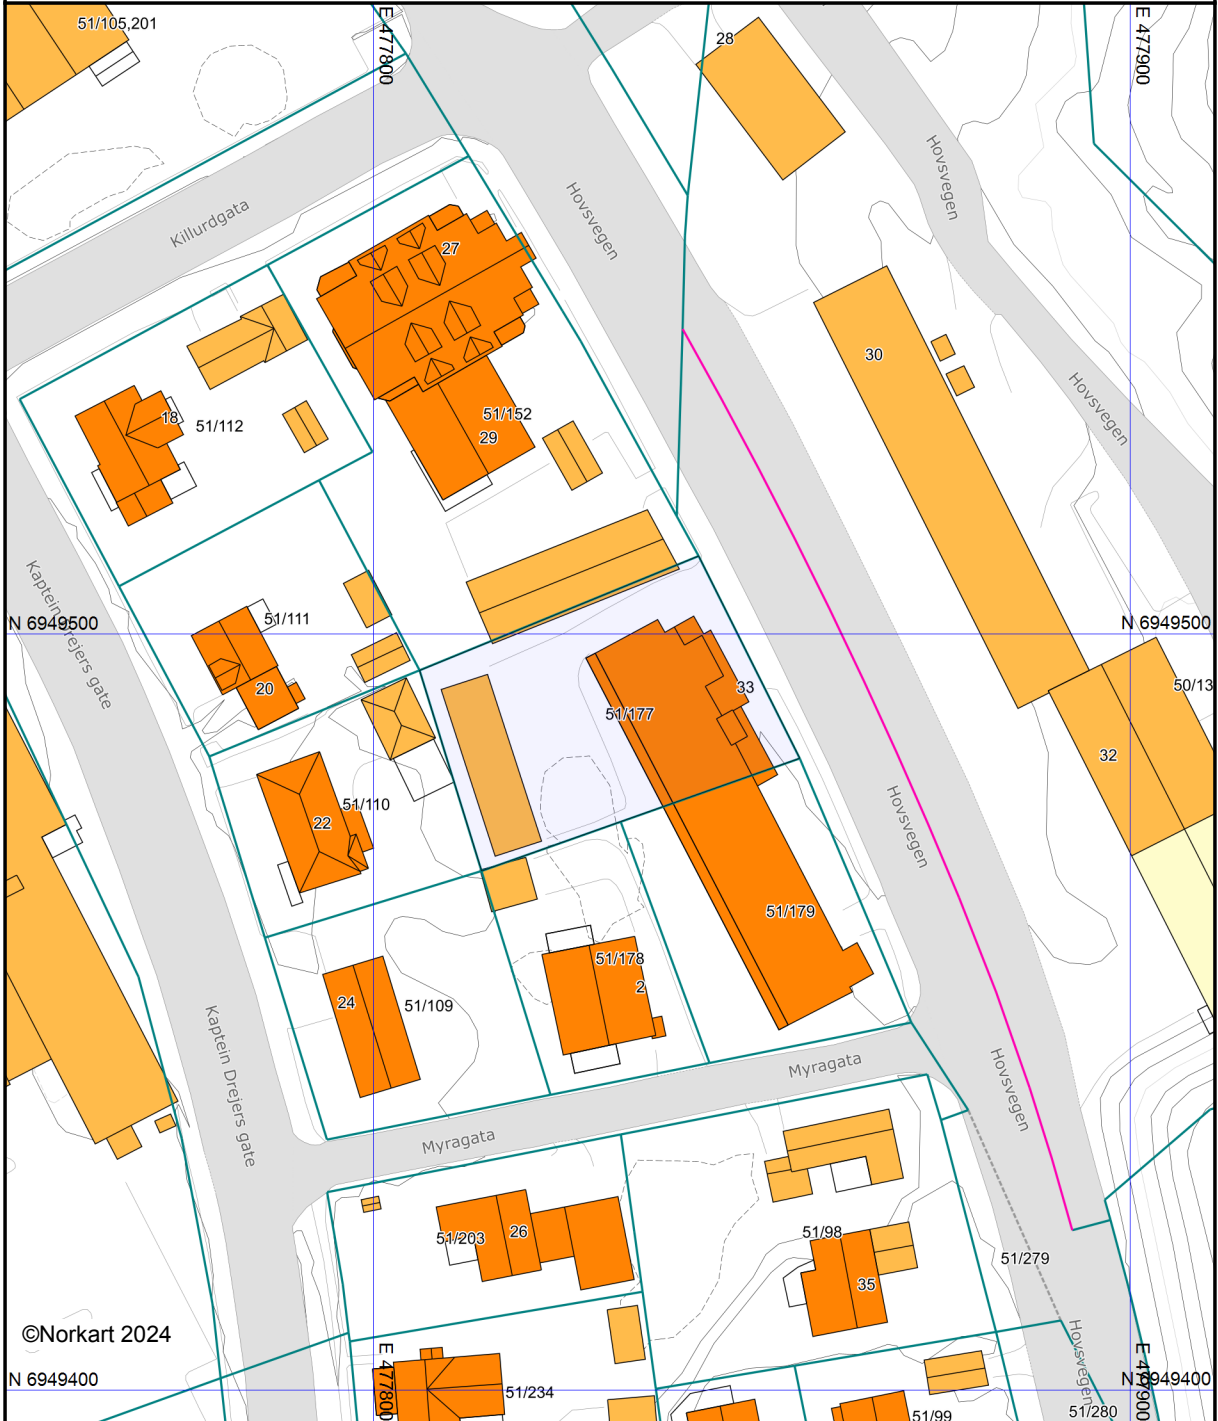 51/105,201
E 477800
28
E 477900
Hovsvegen
Killurdgata
Hovsvegen
27
30
Hovsvegen
18
51/112
51/152
29
Kaptein Drejers gate
N 6949500
51/111
N 6949500
20
33
50/13
51/177
32
51/110
22
Hovsvegen
51/179
51/178
2
24
51/109
Kaptein Drejers gate
Myragata
Hovsvegen
Myragata
51/203
26
51/98
51/279
35
©Norkart 2024
Hovsvegen
N 6949400
E 477800
51/234
N 6949400
E 477900
51/280
51/99